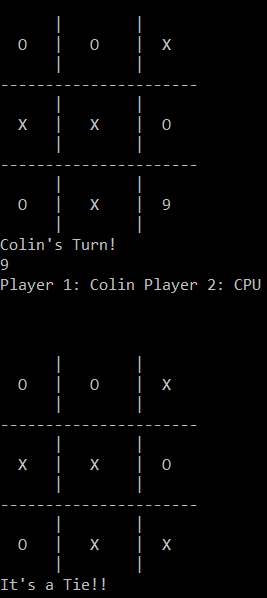 |       |
 O   |   O   |  X
     |       |
----------------------
     |       |
 X   |   X   |  O
     |       |
----------------------
     |       |
 O   |   X   |  9
     |       |
Colin's Turn!
9
Player 1: Colin Player 2: CPU
     |       |
 O   |   O   |  X
     |       |
----------------------
     |       |
 X   |   X   |  O
     |       |
----------------------
     |       |
 O   |   X   |  X
     |       |
It's a Tie!!